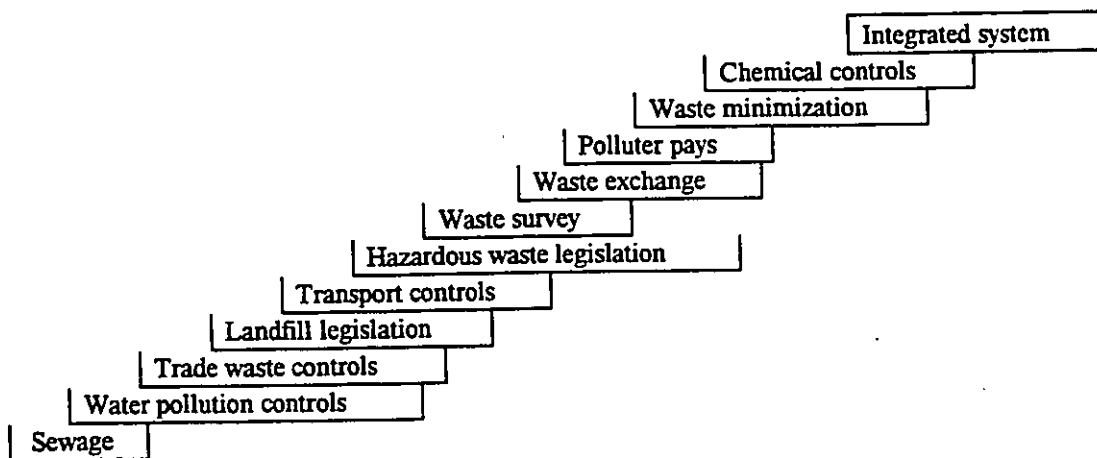 Integrated system
Chemical controls
Waste minimization
Polluter pays
Waste exchange
Waste survey
Hazardous waste legislation
Transport controls
Landfill legislation
Trade waste controls
Water pollution controls
Sewage